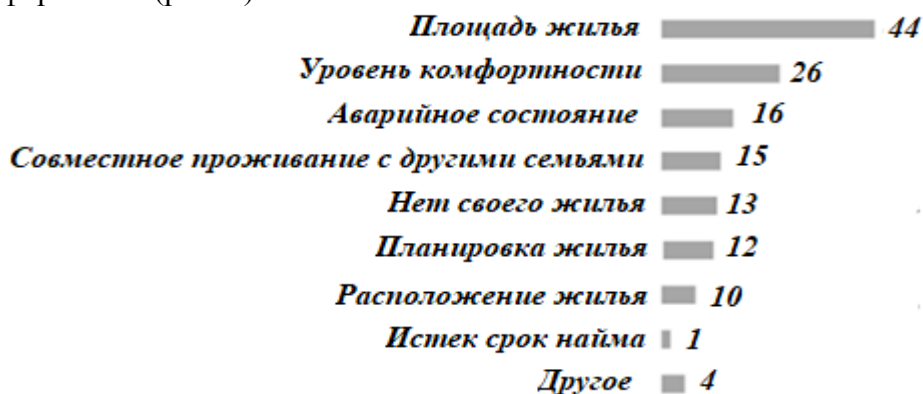 Площадь жилья 44
Уровень комфортности 26
Аварийное состояние 16
Совместное проживание с другими семьями 15
Нет своего жилья 13
Планировка жилья 12
Расположение жилья 10
Истек срок найма 1
Другое 4